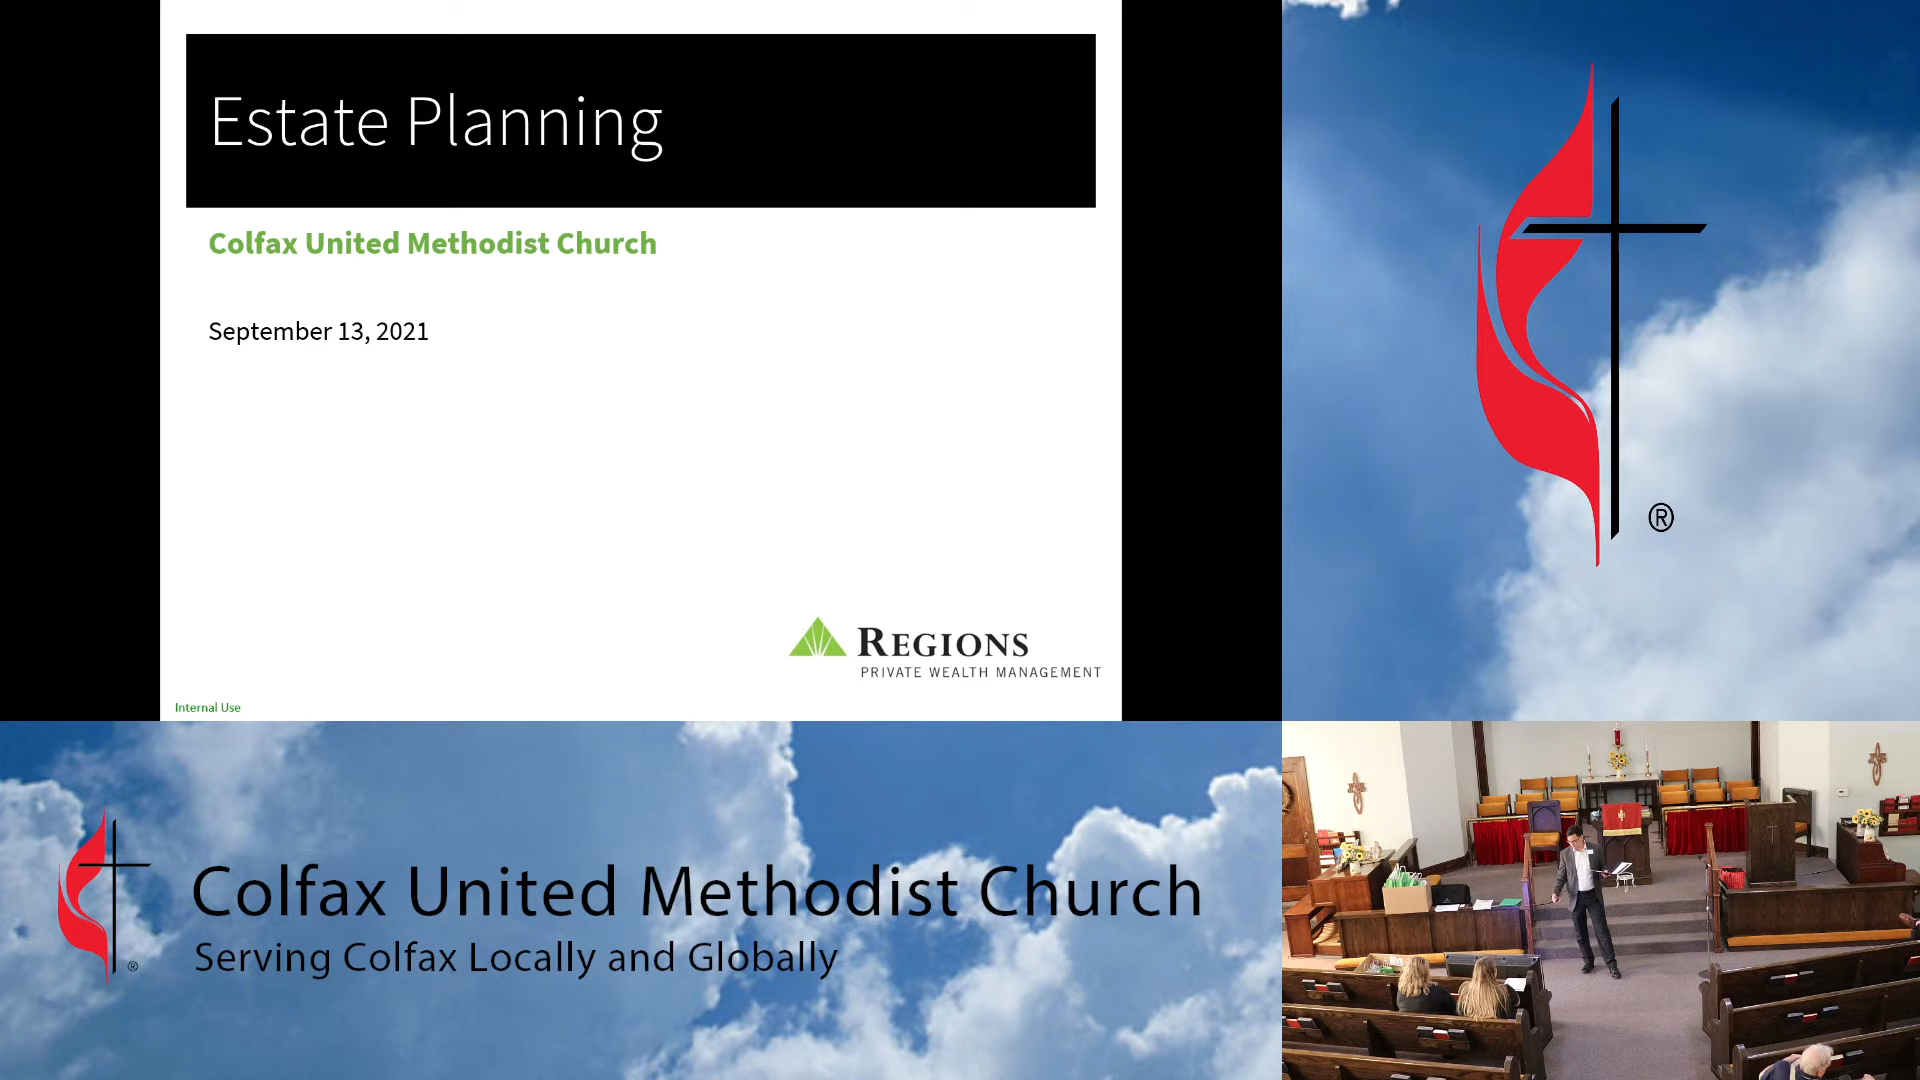 Estate Planning
Colfax United Methodist Church
September 13, 2021
REGIONS
PRIVATE WEALTH MANAGEMENT
Internal Use
®
Colfax United Methodist Church
Serving Colfax Locally and Globally
®